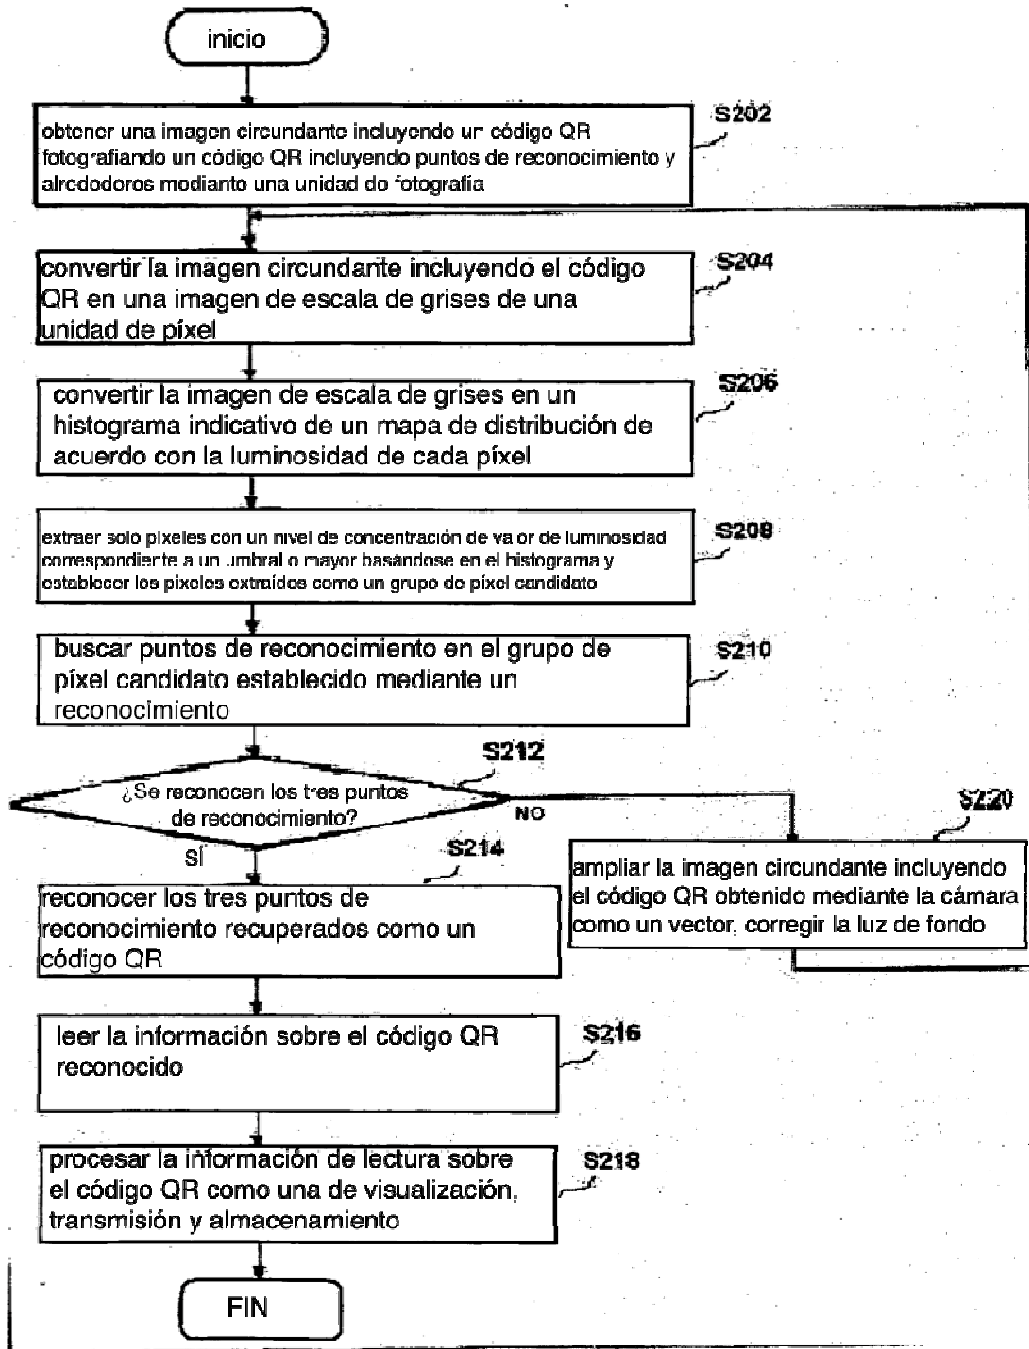 inicio
S202
obtener una imagen circundante incluyendo un código QR
fotografiando un código QR incluyendo puntos de reconocimiento y
alrededores mediante una unidad de fotografía
S204
convertir la imagen circundante incluyendo el código
QR en una imagen de escala de grises de una
unidad de píxel
S206
convertir la imagen de escala de grises en un
histograma indicativo de un mapa de distribución de
acuerdo con la luminosidad de cada píxel
S208
extraer solo píxeles con un nivel de concentración de valor de luminosidad
correspondiente a un umbral o mayor basándose en el histograma y
establecer los píxeles extraídos como un grupo de píxel candidato
S210
buscar puntos de reconocimiento en el grupo de
píxel candidato establecido mediante un
reconocimiento
S212
¿Se reconocen los tres puntos
de reconocimiento?
NO
SÍ
S220
ampliar la imagen circundante incluyendo
el código QR obtenido mediante la cámara
como un vector, corregir la luz de fondo
S214
reconocer los tres puntos de
reconocimiento recuperados como un
código QR
S216
leer la información sobre el código QR
reconocido
S218
procesar la información de lectura sobre
el código QR como una de visualización,
transmisión y almacenamiento
FIN